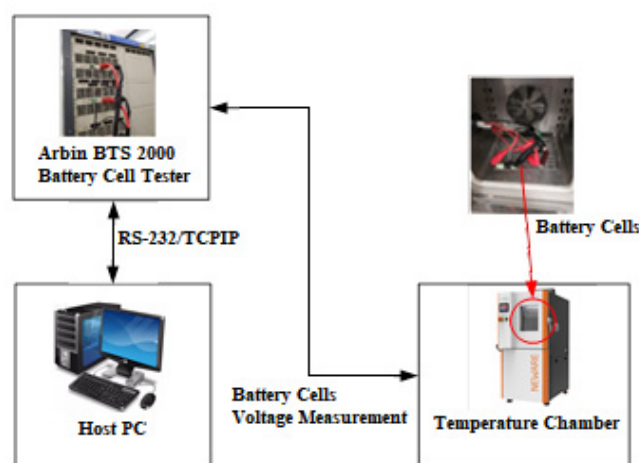 Arbin BTS 2000
Battery Cell Tester
RS-232/TCPIP
Battery Cells
Host PC
Battery Cells
Voltage Measurement
NEWARE
Temperature Chamber